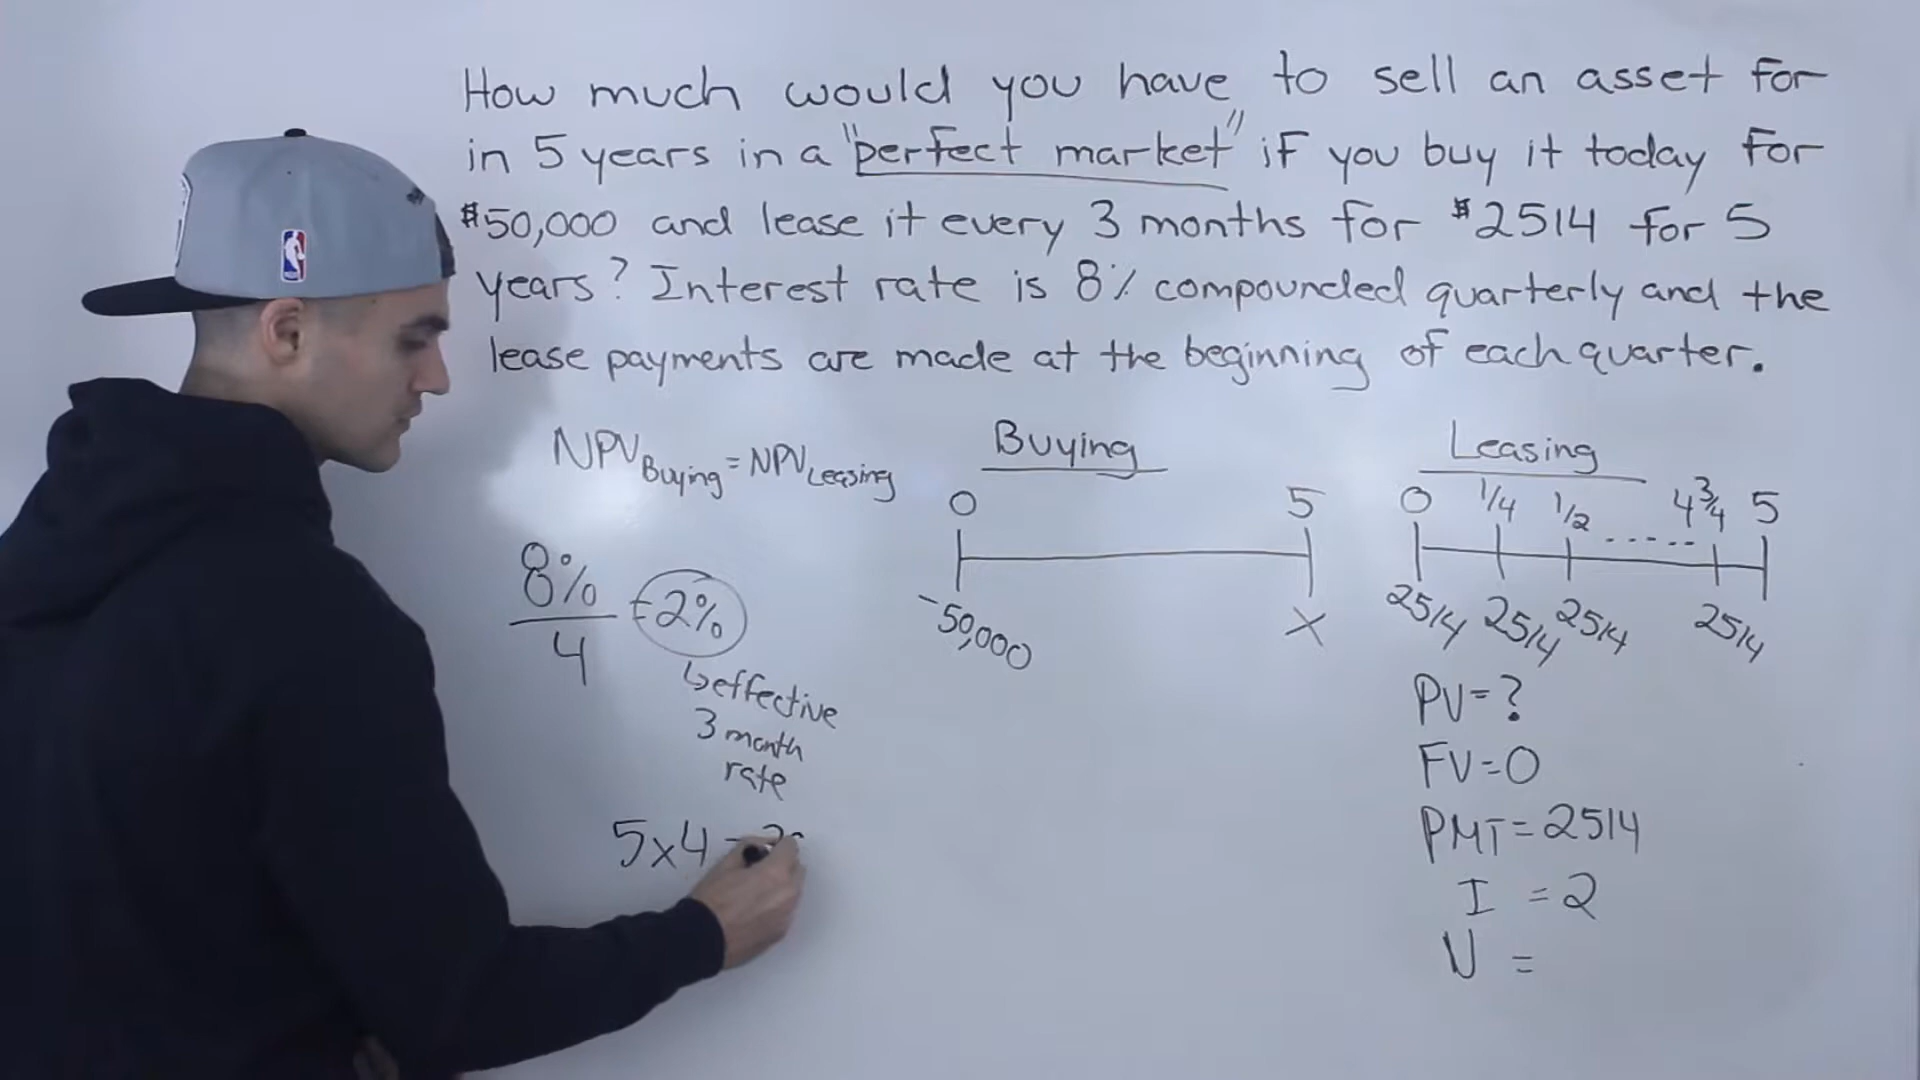 How much would you have to sell an asset for
in 5 years in a "perfect market" if you buy it today for
$50,000 and lease it every 3 months for $2514 for 5
years? Interest rate is 8% compounded quarterly and the
lease payments are made at the beginning of each quarter.
NPV Buying = NPV Leasing
8%
4
=2%
↳effective
3 month
rate
5x4 =
Buying
0 5
-50,000 X
Leasing
0 1/4 1/2 ..... 4 3/4 5
2514 2514 2514 2514
PV=?
FV=0
PMT=2514
I =2
N =